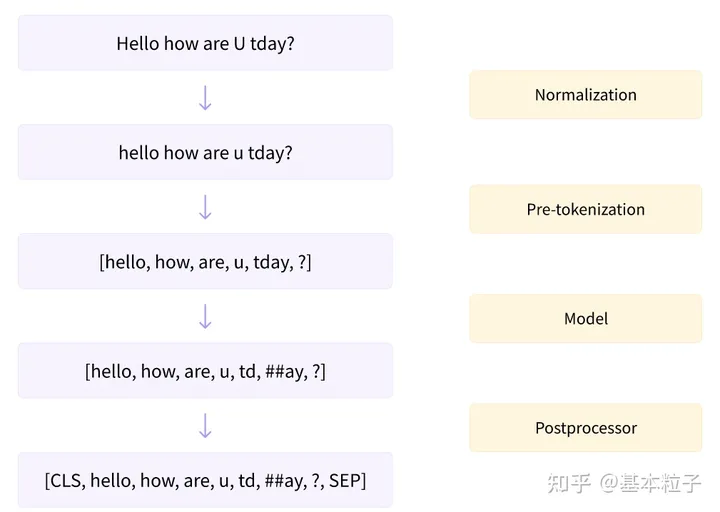 Hello how are U tday?
Normalization
hello how are u tday?
Pre-tokenization
[hello, how, are, u, tday, ?]
Model
[hello, how, are, u, td, ##ay, ?]
Postprocessor
[CLS, hello, how, are, u, td, ##ay, ?, SEP]
知乎 @基本粒子